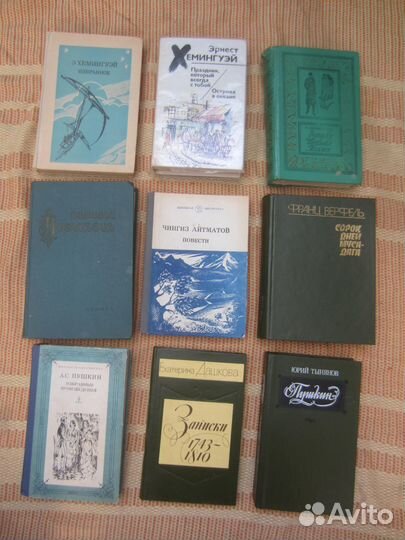 Э.ХЕМИНГУЭЙ
ИЗБРАННОЕ
Эрнест
ХЕМИНГУЭЙ
Праздник,
который
всегда
с тобой
Острова
в океане
ЧИНГИЗ АЙТМАТОВ
ПОВЕСТИ
ФРАНЦ ВЕРФЕЛЬ
СОРОК
ДНЕЙ
МУСА-
ДАГА
А.С. ПУШКИН
ИЗБРАННЫЕ
ПРОИЗВЕДЕНИЯ
Екатерина Дашкова
Записки
1743-
1810
ЮРИЙ ТЫНЯНОВ
Пушкин
Avito